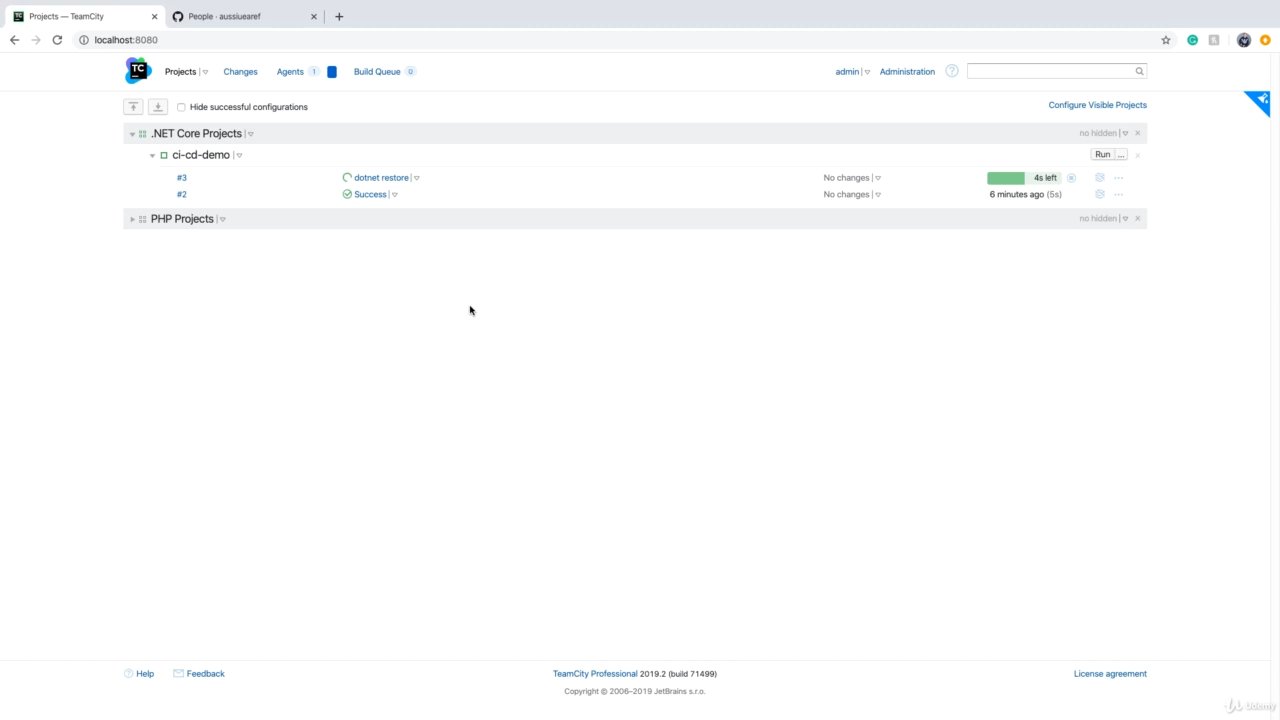 Projects — TeamCity
People · aussiearef
localhost:8080
TC
Projects
Changes
Agents 1
Build Queue 0
admin
Administration
?
Hide successful configurations
Configure Visible Projects
.NET Core Projects
no hidden
ci-cd-demo
Run ...
#3 dotnet restore No changes 4s left
#2 Success No changes 6 minutes ago (5s)
PHP Projects
no hidden
Help
Feedback
TeamCity Professional 2019.2 (build 71499)
License agreement
Copyright © 2006–2019 JetBrains s.r.o.
Udemy